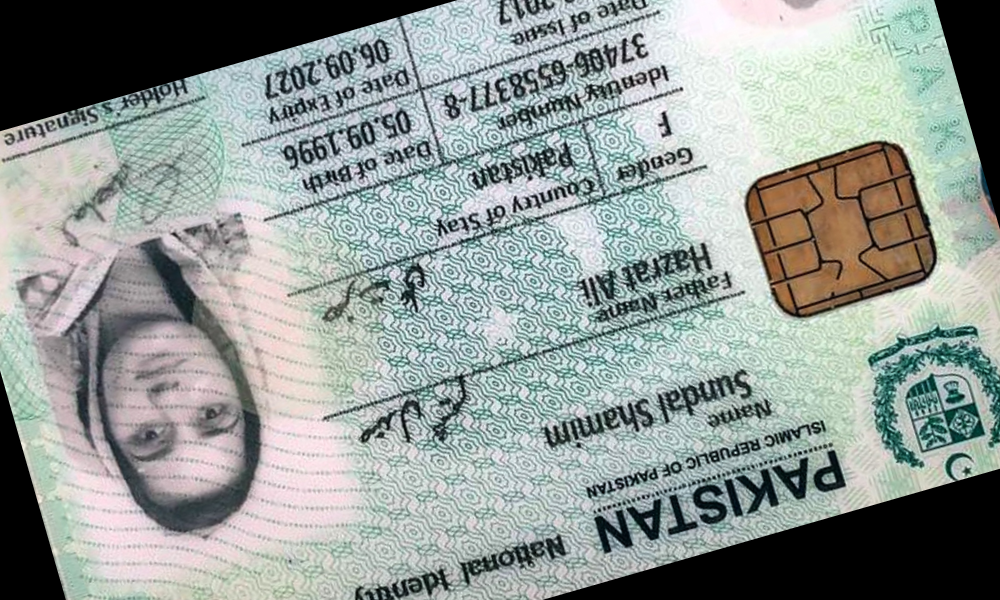 PAKISTAN National Identity
ISLAMIC REPUBLIC OF PAKISTAN
Name
Sundal Shamim
Father Name
Hazrat Ali
حضرت علی
Gender Country of Stay
F Pakistan
Identity Number Date of Birth
37406-6558377-8 05.09.1996
Date of Issue Date of Expiry
.2017 06.09.2027
Holder's Signature